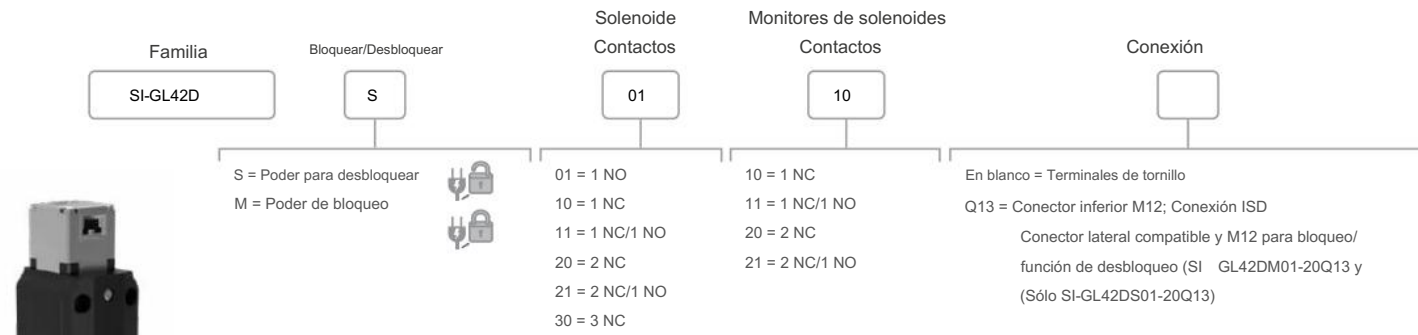 Familia
SI-GL42D
Bloquear/Desbloquear
S
S = Poder para desbloquear
M = Poder de bloqueo
Solenoide
Contactos
01
01 = 1 NO
10 = 1 NC
11 = 1 NC/1 NO
20 = 2 NC
21 = 2 NC/1 NO
30 = 3 NC
Monitores de solenoides
Contactos
10
10 = 1 NC
11 = 1 NC/1 NO
20 = 2 NC
21 = 2 NC/1 NO
Conexión
En blanco = Terminales de tornillo
Q13 = Conector inferior M12; Conexión ISD
Conector lateral compatible y M12 para bloqueo/
función de desbloqueo (SI GL42DM01-20Q13 y
(Sólo SI-GL42DS01-20Q13)